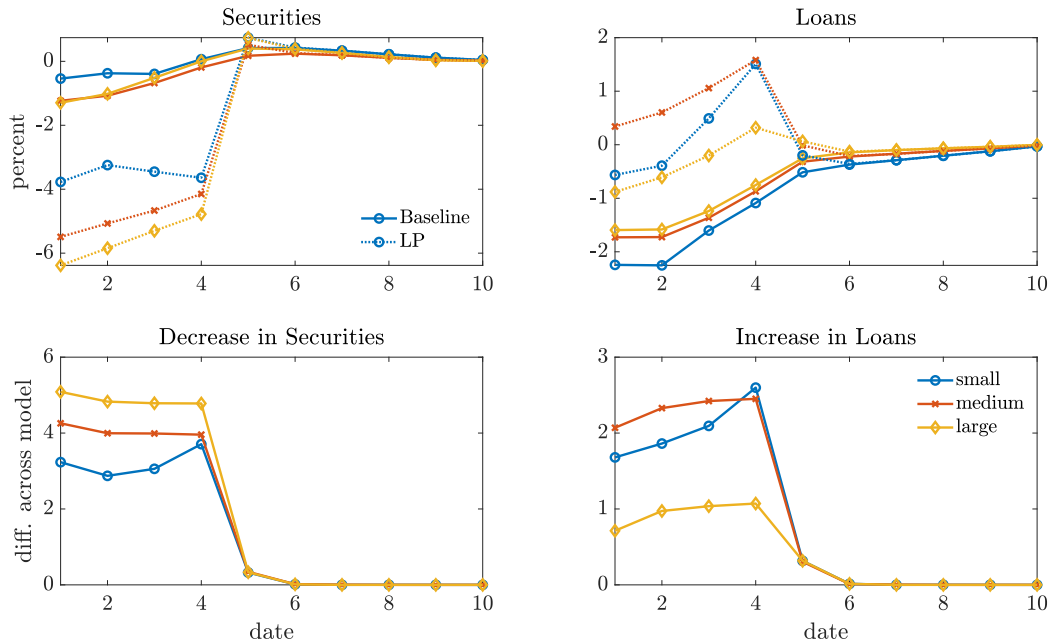 Securities
Loans
percent
0
-2
-4
-6
2
4
6
8
10
Baseline
LP
2
1
0
-1
-2
2
4
6
8
10
Decrease in Securities
Increase in Loans
diff. across model
6
4
2
0
2
4
6
8
10
date
3
2
1
0
2
4
6
8
10
date
small
medium
large